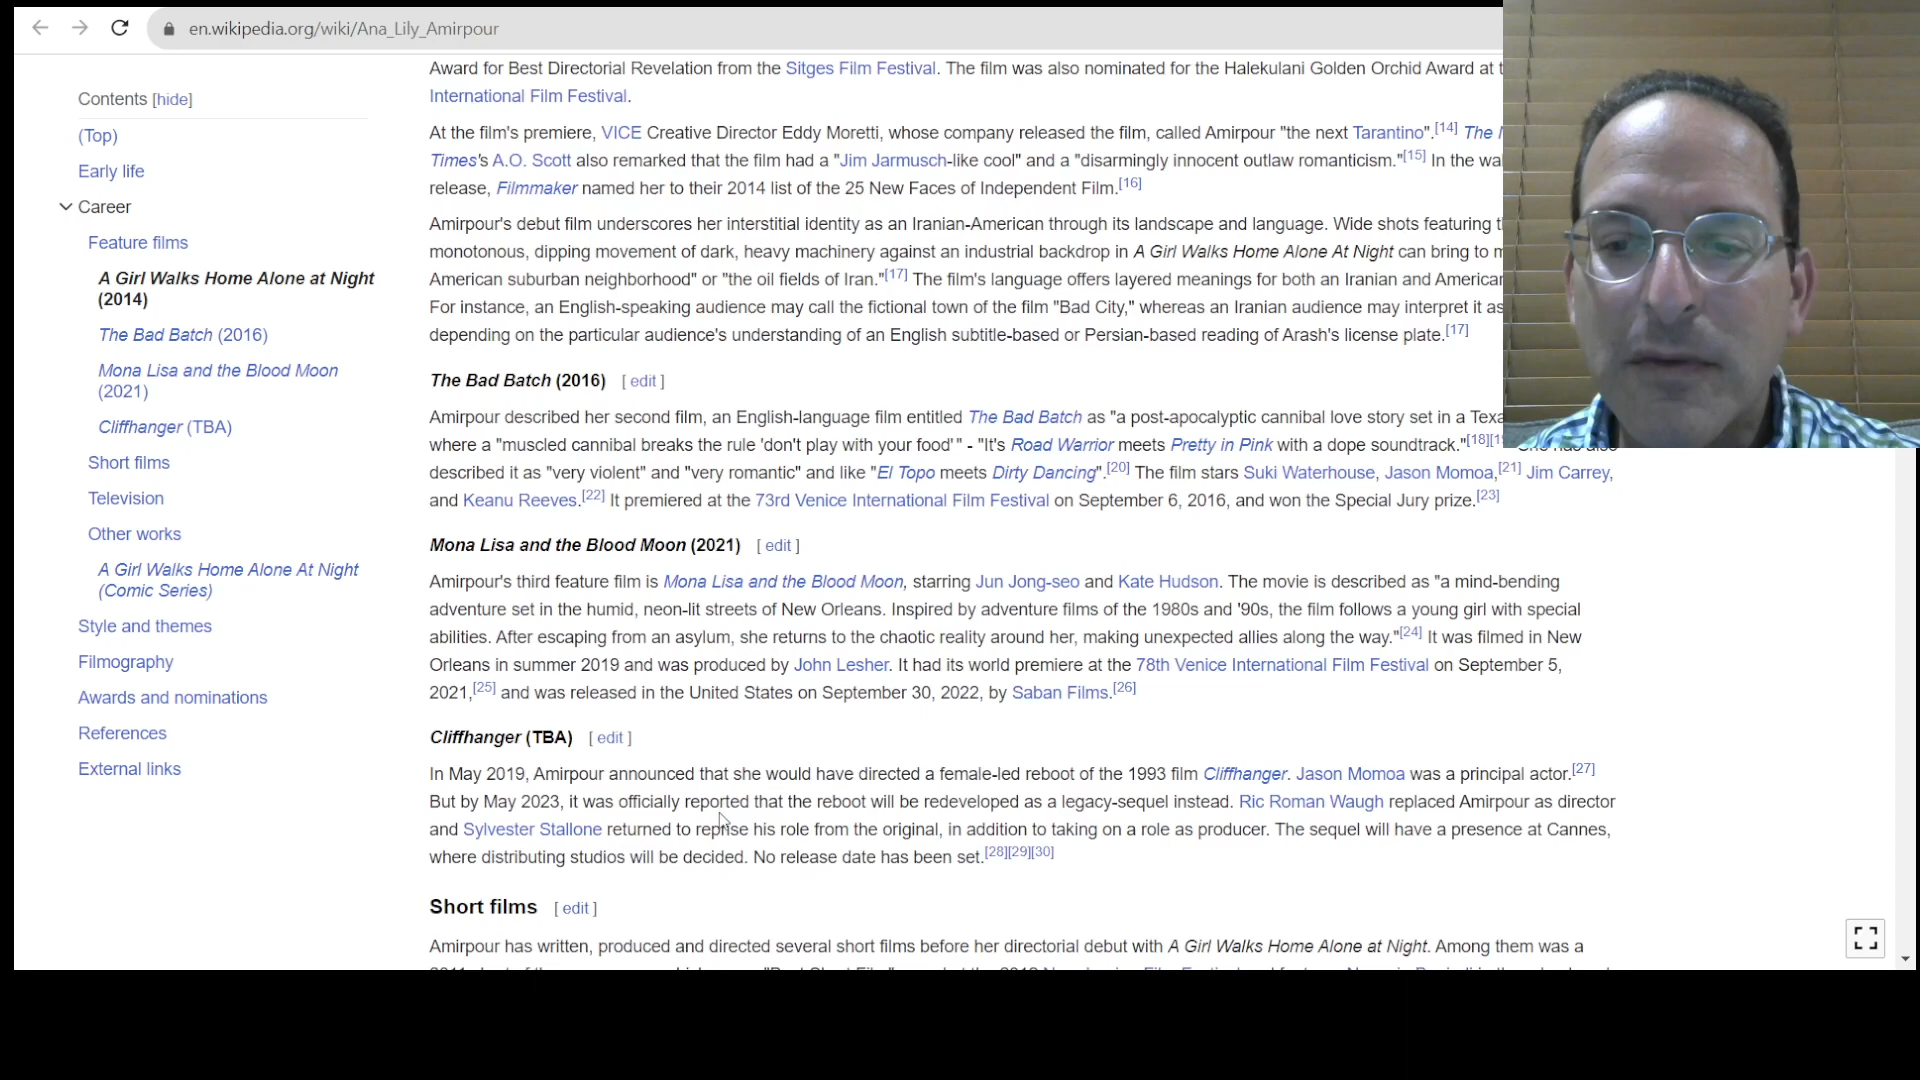 en.wikipedia.org/wiki/Ana_Lily_Amirpour
Contents [hide]
(Top)
Early life
Career
Feature films
A Girl Walks Home Alone at Night
(2014)
The Bad Batch (2016)
Mona Lisa and the Blood Moon
(2021)
Cliffhanger (TBA)
Short films
Television
Other works
A Girl Walks Home Alone At Night
(Comic Series)
Style and themes
Filmography
Awards and nominations
References
External links
Award for Best Directorial Revelation from the Sitges Film Festival. The film was also nominated for the Halekulani Golden Orchid Award at
International Film Festival.
At the film's premiere, VICE Creative Director Eddy Moretti, whose company released the film, called Amirpour "the next Tarantino".[14] The
Times's A.O. Scott also remarked that the film had a "Jim Jarmusch-like cool" and a "disarmingly innocent outlaw romanticism."[15] In the
release, Filmmaker named her to their 2014 list of the 25 New Faces of Independent Film.[16]
Amirpour's debut film underscores her interstitial identity as an Iranian-American through its landscape and language. Wide shots featuring
monotonous, dipping movement of dark, heavy machinery against an industrial backdrop in A Girl Walks Home Alone At Night can bring to
American suburban neighborhood" or "the oil fields of Iran."[17] The film's language offers layered meanings for both an Iranian and American
For instance, an English-speaking audience may call the fictional town of the film "Bad City," whereas an Iranian audience may interpret it as
depending on the particular audience's understanding of an English subtitle-based or Persian-based reading of Arash's license plate.[17]
The Bad Batch (2016) [ edit ]
Amirpour described her second film, an English-language film entitled The Bad Batch as "a post-apocalyptic cannibal love story set in a
where a "muscled cannibal breaks the rule 'don't play with your food'" - "It's Road Warrior meets Pretty in Pink with a dope soundtrack."[18]
described it as "very violent" and "very romantic" and like "El Topo meets Dirty Dancing".[20] The film stars Suki Waterhouse, Jason Momoa,[21] Jim Carrey,
and Keanu Reeves.[22] It premiered at the 73rd Venice International Film Festival on September 6, 2016, and won the Special Jury prize.[23]
Mona Lisa and the Blood Moon (2021) [ edit ]
Amirpour's third feature film is Mona Lisa and the Blood Moon, starring Jun Jong-seo and Kate Hudson. The movie is described as "a mind-bending
adventure set in the humid, neon-lit streets of New Orleans. Inspired by adventure films of the 1980s and '90s, the film follows a young girl with special
abilities. After escaping from an asylum, she returns to the chaotic reality around her, making unexpected allies along the way."[24] It was filmed in New
Orleans in summer 2019 and was produced by John Lesher. It had its world premiere at the 78th Venice International Film Festival on September 5,
2021,[25] and was released in the United States on September 30, 2022, by Saban Films.[26]
Cliffhanger (TBA) [ edit ]
In May 2019, Amirpour announced that she would have directed a female-led reboot of the 1993 film Cliffhanger. Jason Momoa was a principal actor.[27]
But by May 2023, it was officially reported that the reboot will be redeveloped as a legacy-sequel instead. Ric Roman Waugh replaced Amirpour as director
and Sylvester Stallone returned to reprise his role from the original, in addition to taking on a role as producer. The sequel will have a presence at Cannes,
where distributing studios will be decided. No release date has been set.[28][29][30]
Short films [ edit ]
Amirpour has written, produced and directed several short films before her directorial debut with A Girl Walks Home Alone at Night. Among them was a